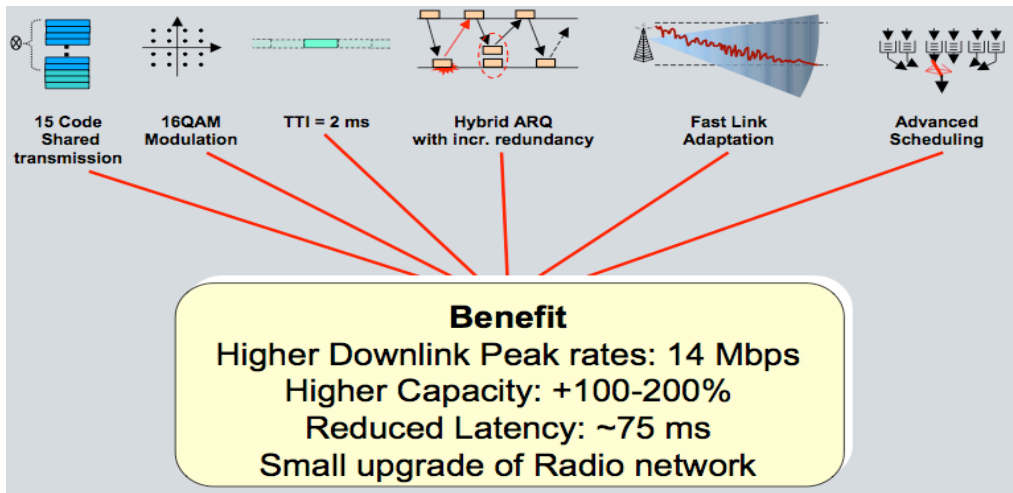 15 Code
Shared
transmission
16QAM
Modulation
TTI = 2 ms
Hybrid ARQ
with incr. redundancy
Fast Link
Adaptation
Advanced
Scheduling
Benefit
Higher Downlink Peak rates: 14 Mbps
Higher Capacity: +100-200%
Reduced Latency: ~75 ms
Small upgrade of Radio network